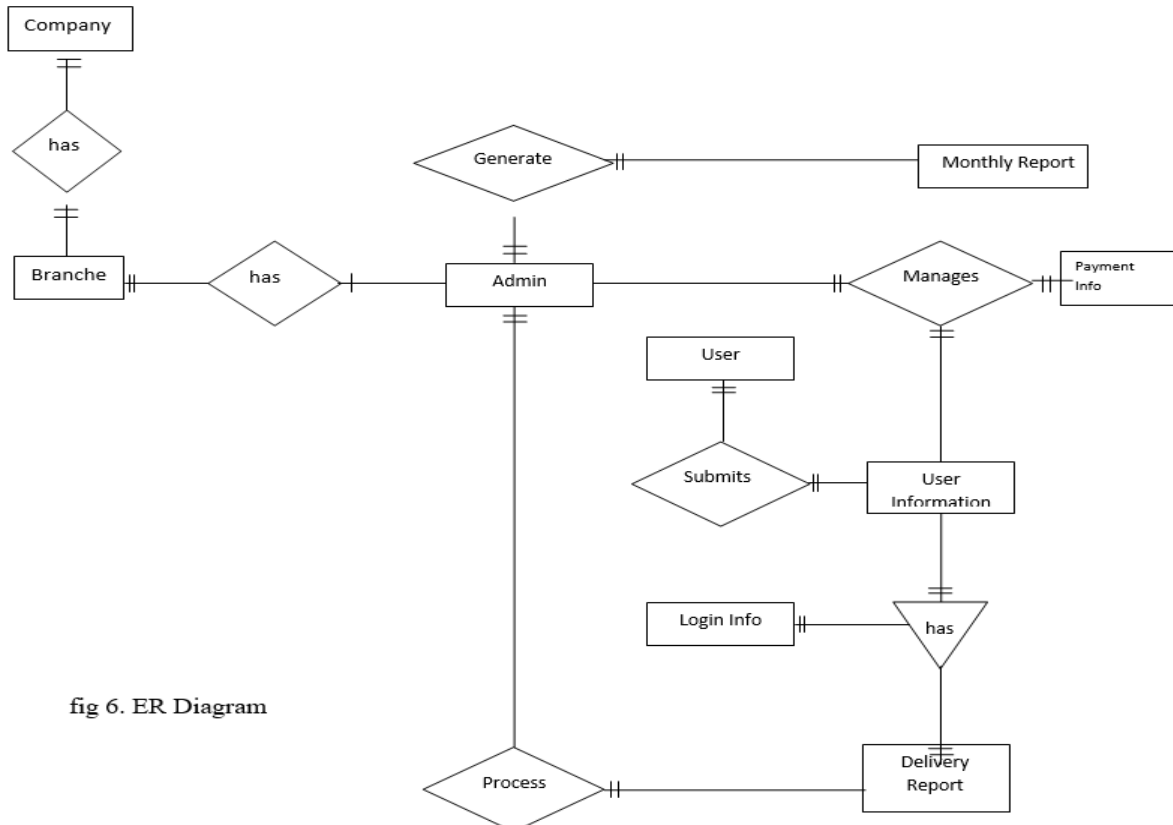 Company
has
Generate
Monthly Report
Branche
has
Admin
Manages
Payment
Info
User
Submits
User
Information
Login Info
has
fig 6. ER Diagram
Process
Delivery
Report